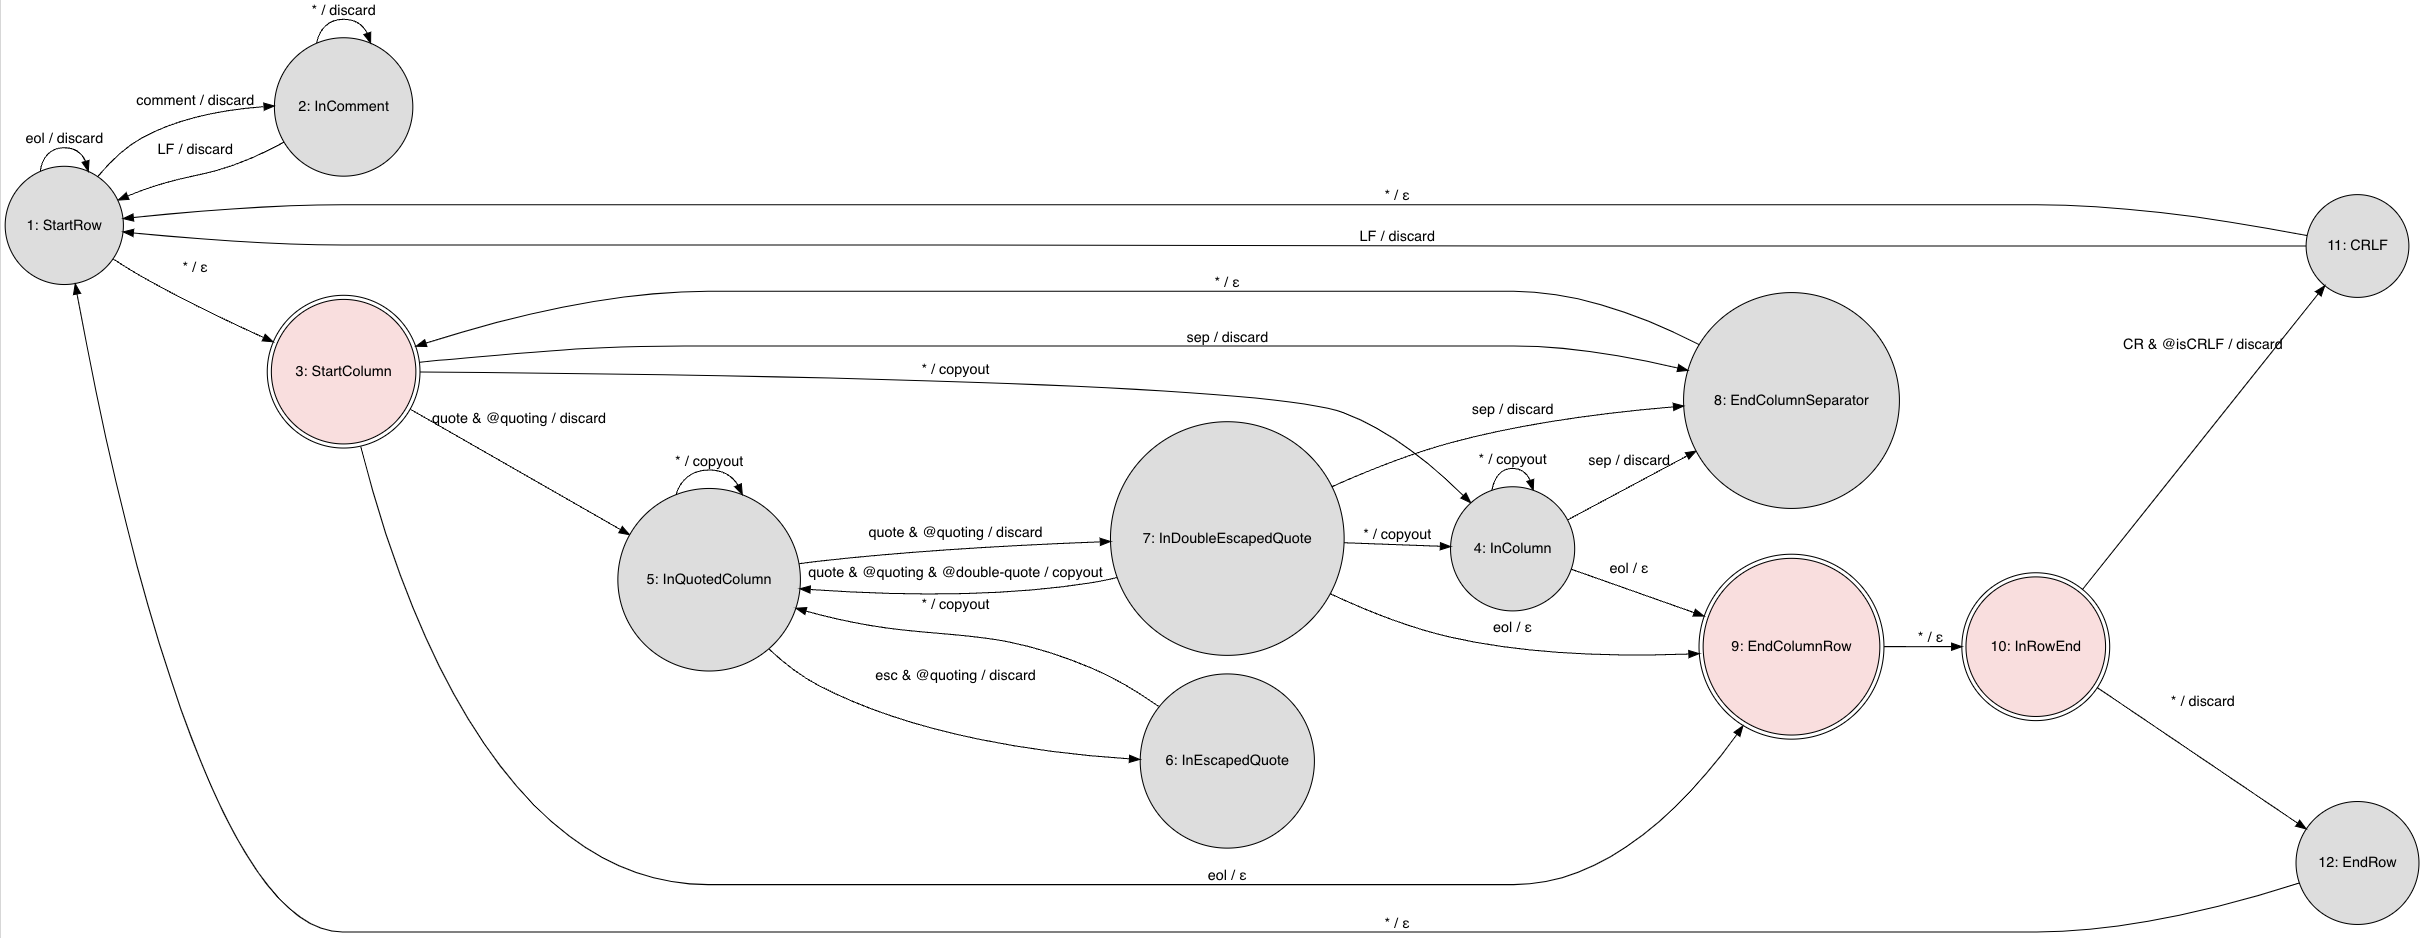 * / discard
2: InComment
comment / discard
eol / discard
LF / discard
* / ε
1: StartRow
LF / discard
11: CRLF
* / ε
* / ε
sep / discard
CR & @isCRLF / discard
3: StartColumn
* / copyout
8: EndColumnSeparator
quote & @quoting / discard
sep / discard
* / copyout
* / copyout
sep / discard
quote & @quoting / discard
7: InDoubleEscapedQuote
* / copyout
4: InColumn
5: InQuotedColumn
quote & @quoting & @double-quote / copyout
eol / ε
* / copyout
eol / ε
* / ε
9: EndColumnRow
10: InRowEnd
esc & @quoting / discard
* / discard
6: InEscapedQuote
12: EndRow
eol / ε
* / ε